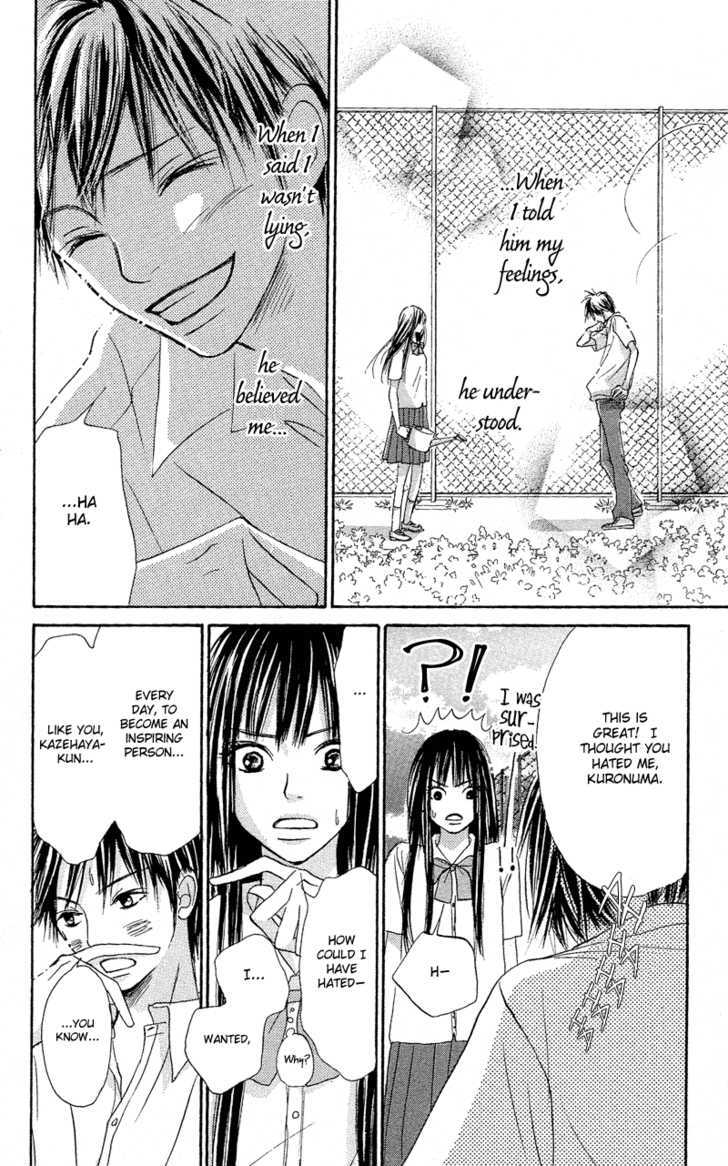 ...When
I told
him my
feelings,
he under-
stood.
When I
said I
wasn't
lying,
he
believed
me...
...HA
HA.
THIS IS
GREAT! I
THOUGHT YOU
HATED ME,
KURONUMA.
?!
I was
sur-
prised.
!!
H-
...
HOW
COULD I
HAVE
HATED-
Why?
I...
WANTED,
EVERY
DAY, TO
BECOME AN
INSPIRING
PERSON...
LIKE YOU,
KAZEHAYA-
KUN...
...YOU
KNOW...